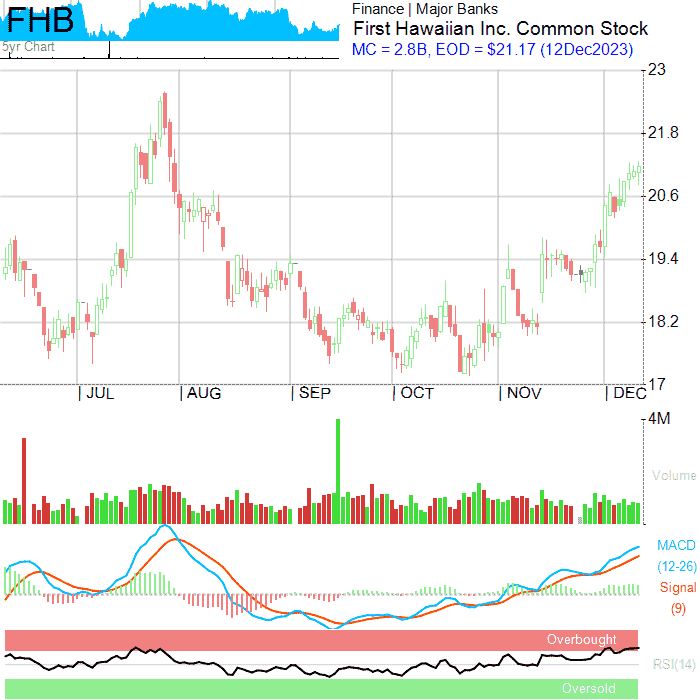 FHB
5yr Chart
Finance | Major Banks
First Hawaiian Inc. Common Stock
MC = 2.8B, EOD = $21.17 (12Dec2023)
23
21.8
20.6
19.4
18.2
17
| JUL | AUG | SEP | OCT | NOV | DEC
4M
Volume
MACD
(12-26)
Signal
(9)
Overbought
RSI(14)
Oversold